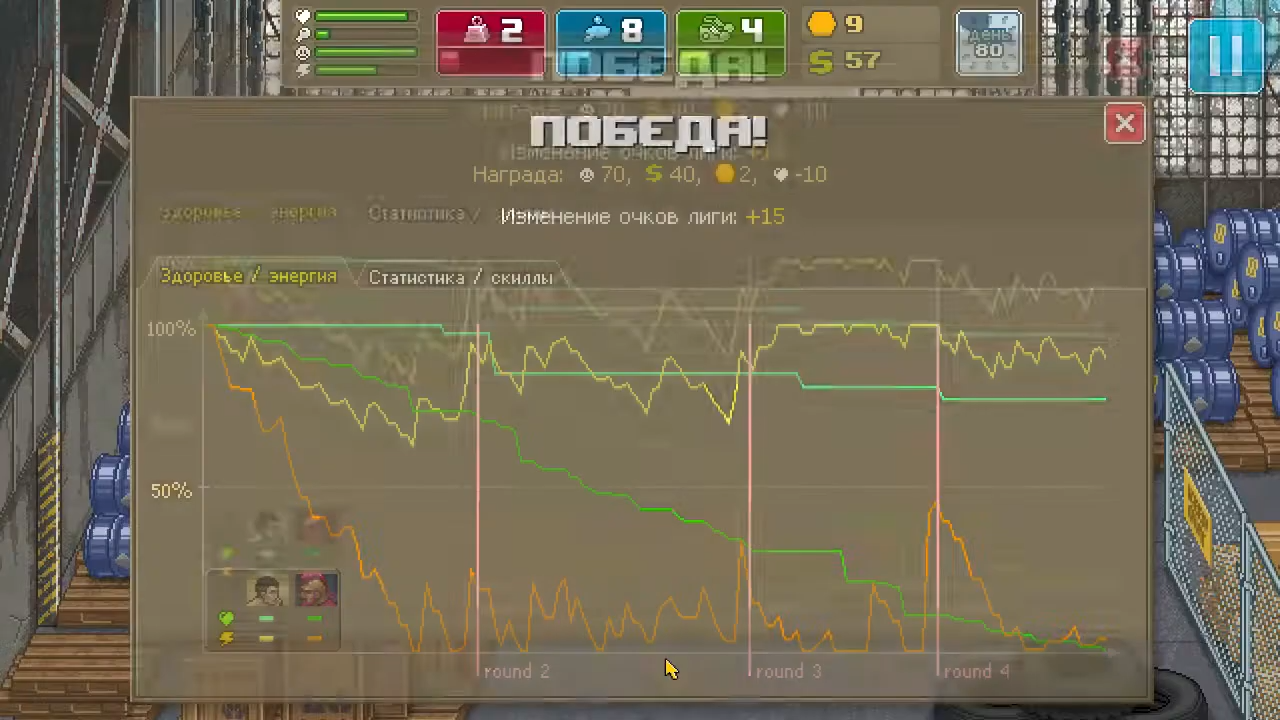 2
8
4
9
57
день
80
ПОБЕДА!
Награда: 70, $ 40, 2, -10
Изменение очков лиги: +15
Здоровье / энергия
Статистика / скиллы
100%
50%
round 2
round 3
round 4